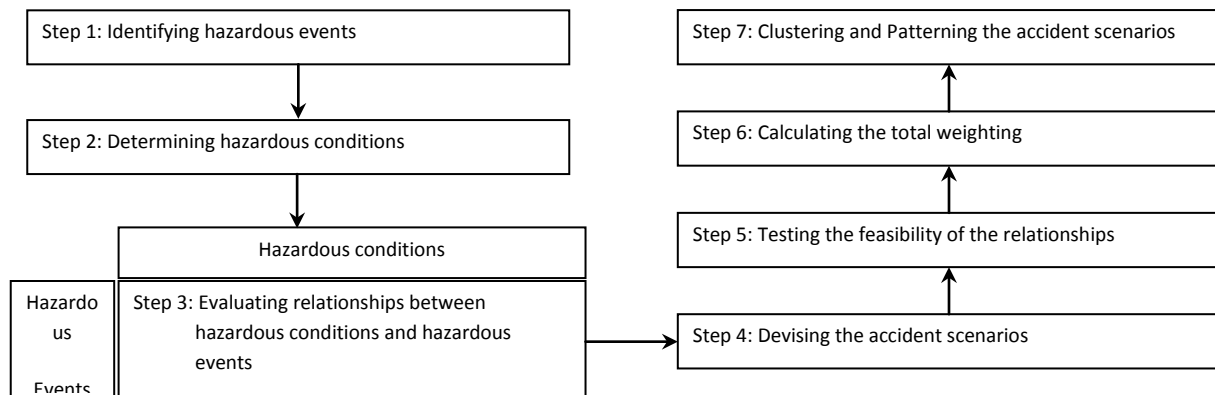 Step 1: Identifying hazardous events
Step 2: Determining hazardous conditions
Hazardous conditions
Hazardo
us
Events
Step 3: Evaluating relationships between
hazardous conditions and hazardous
events
Step 4: Devising the accident scenarios
Step 5: Testing the feasibility of the relationships
Step 6: Calculating the total weighting
Step 7: Clustering and Patterning the accident scenarios